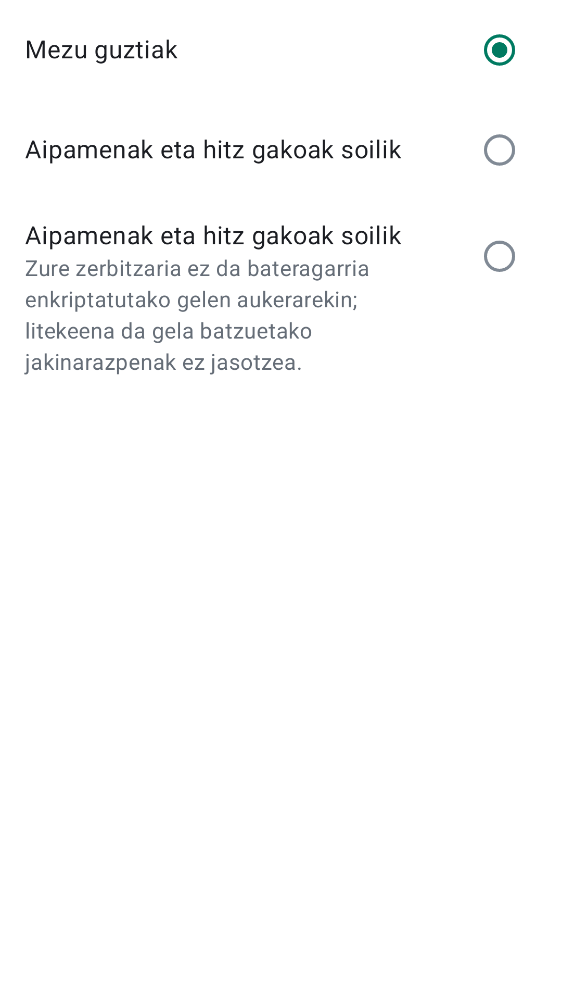 Mezu guztiak
Aipamenak eta hitz gakoak soilik
Aipamenak eta hitz gakoak soilik
Zure zerbitzaria ez da bateragarria
enkriptatutako gelen aukerarekin;
litekeena da gela batzuetako
jakinarazpenak ez jasotzea.